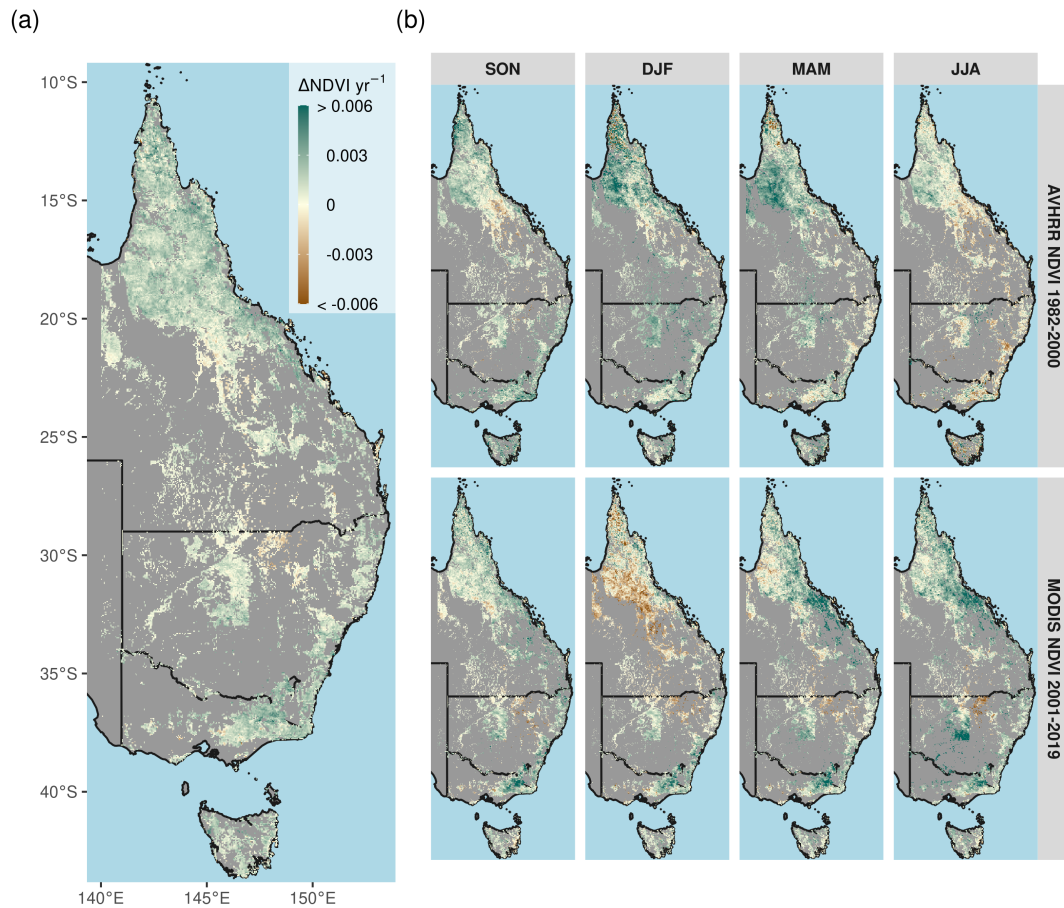 (a)
(b)
ΔNDVI yr⁻¹
> 0.006
0.003
0
-0.003
< -0.006
10°S
15°S
20°S
25°S
30°S
35°S
40°S
140°E
145°E
150°E
SON
DJF
MAM
JJA
AVHRR NDVI 1982-2000
MODIS NDVI 2001-2019